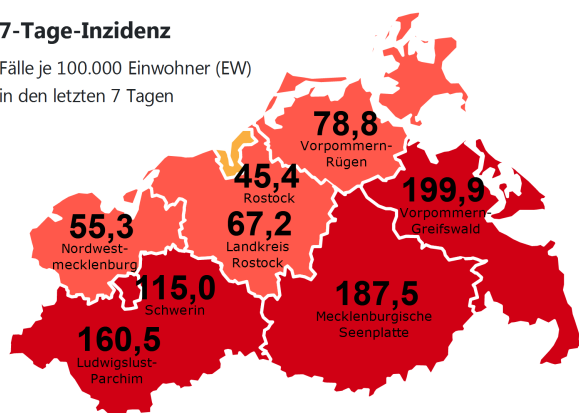 7-Tage-Inzidenz
Fälle je 100.000 Einwohner (EW)
in den letzten 7 Tagen
78,8
Vorpommern-
Rügen
45,4
Rostock
199,9
Vorpommern-
Greifswald
55,3
Nordwest-
mecklenburg
67,2
Landkreis
Rostock
115,0
Schwerin
187,5
Mecklenburgische
Seenplatte
160,5
Ludwigslust-
Parchim